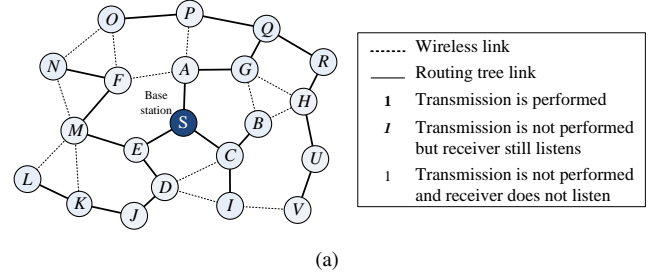 O
P
Q
N
F
A
G
R
Base
station
S
H
B
M
E
C
U
L
D
K
J
I
V
Wireless link
Routing tree link
1 Transmission is performed
1 Transmission is not performed
but receiver still listens
1 Transmission is not performed
and receiver does not listen
(a)